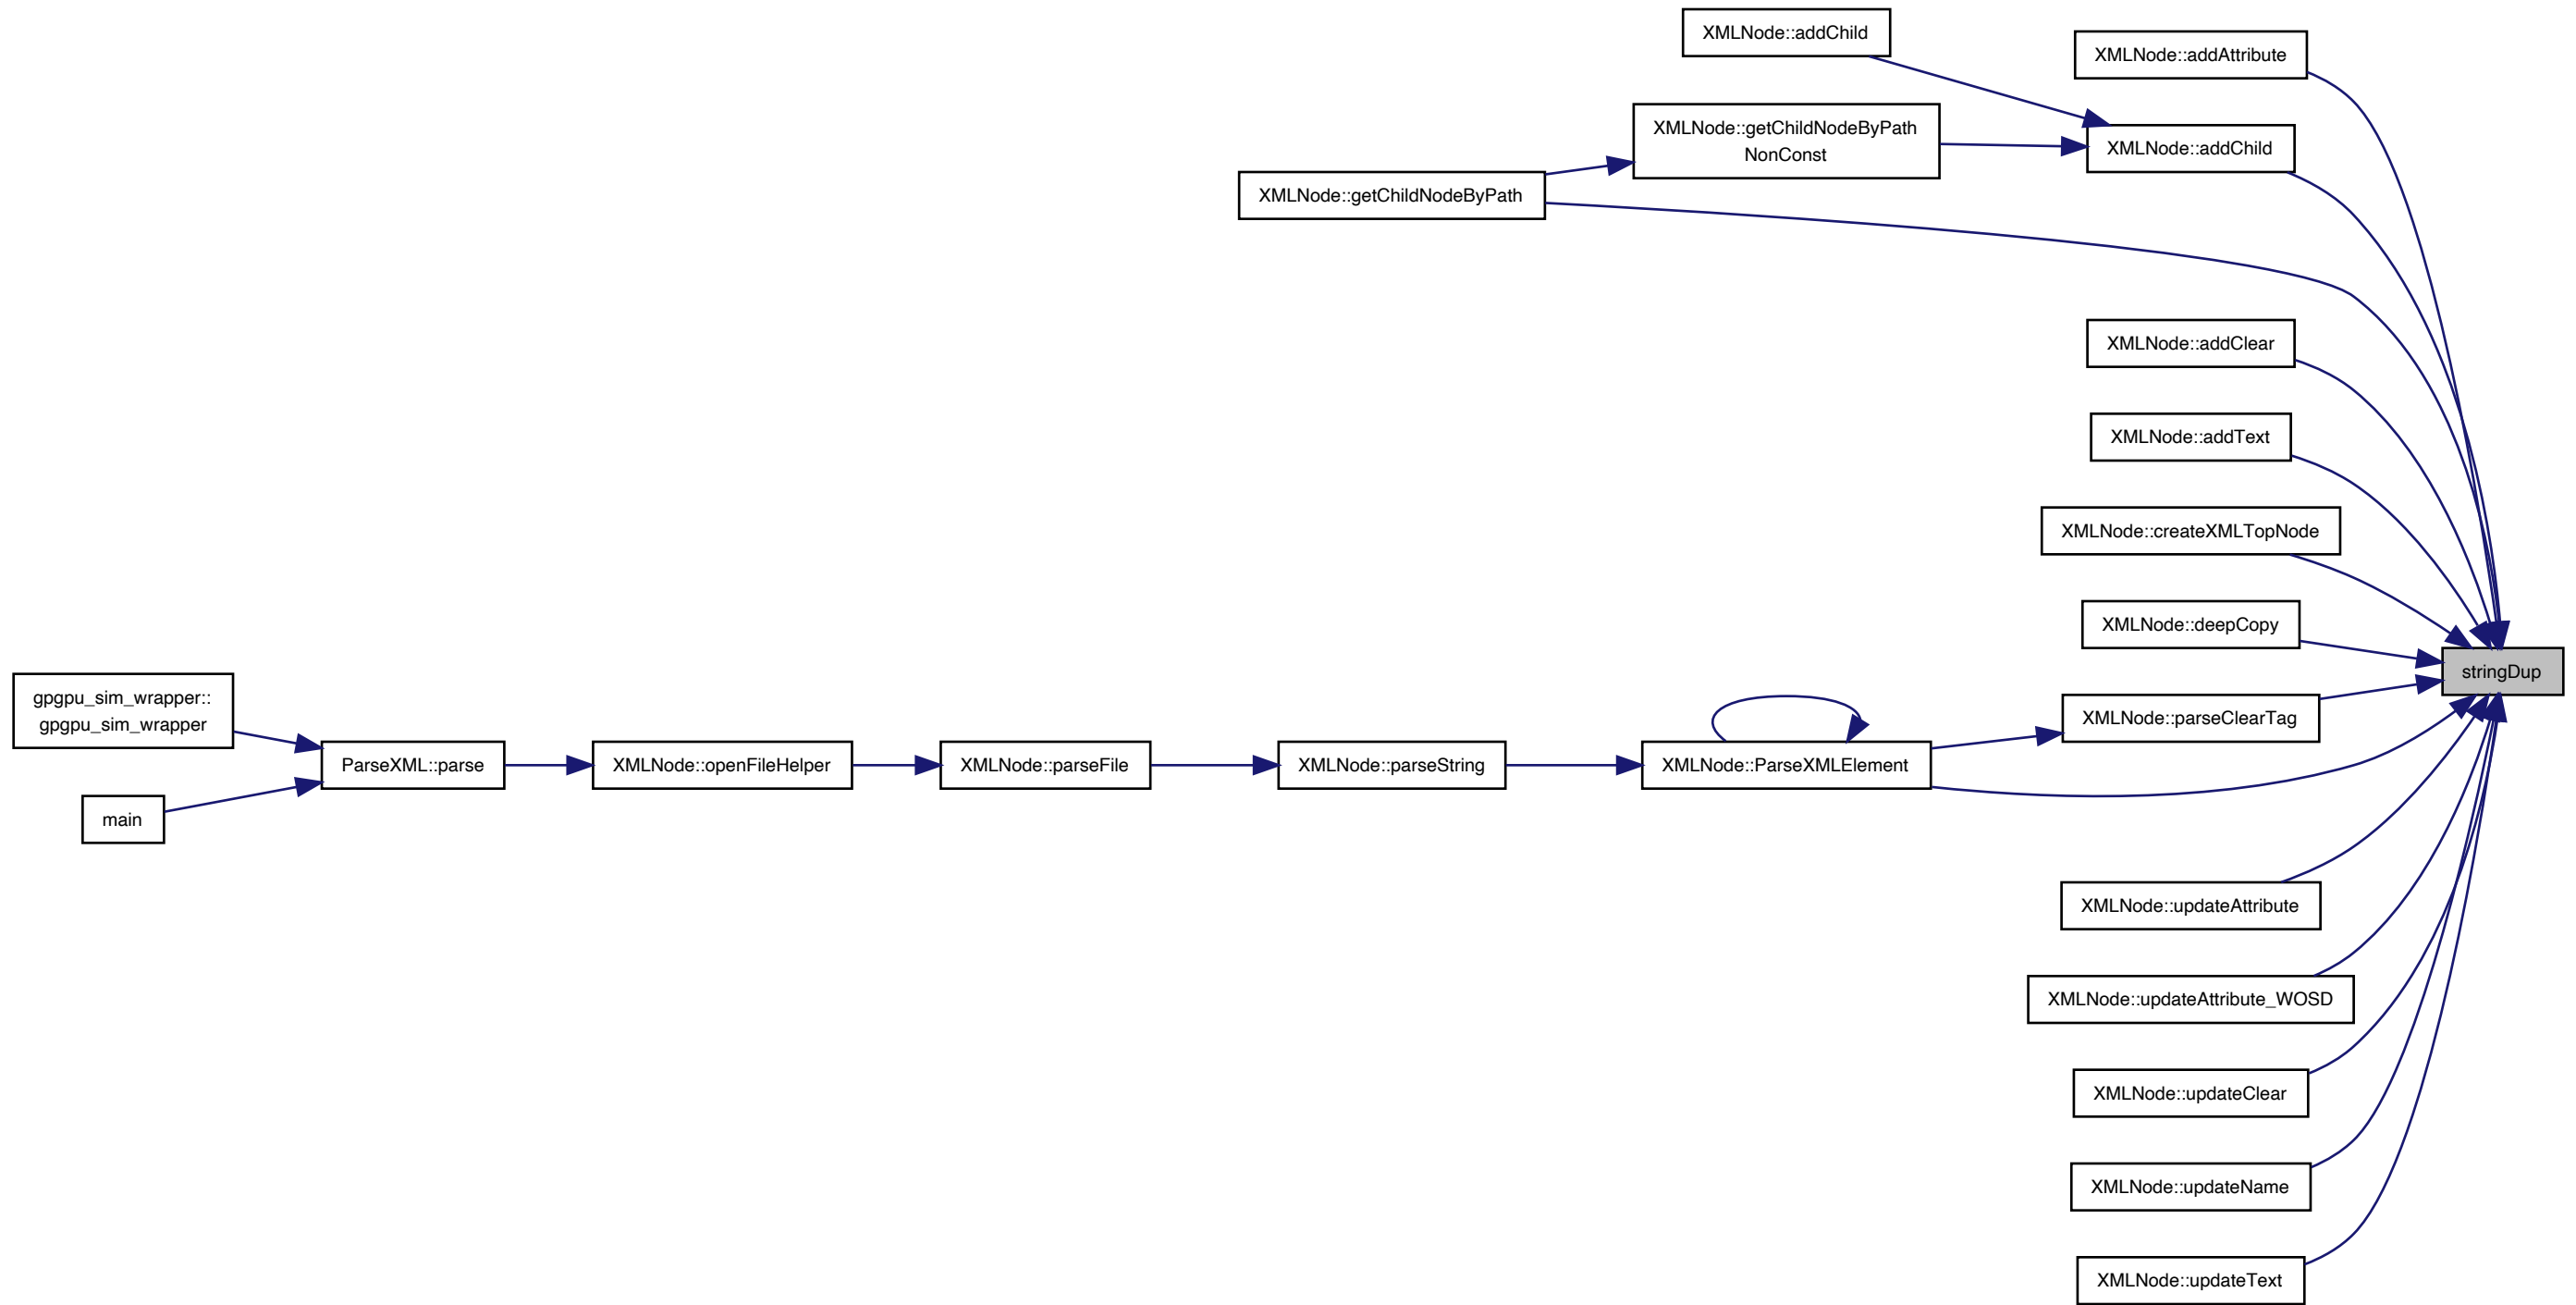 XMLNode::addChild
XMLNode::addAttribute
XMLNode::getChildNodeByPath
NonConst
XMLNode::addChild
XMLNode::getChildNodeByPath
XMLNode::addClear
XMLNode::addText
XMLNode::createXMLTopNode
XMLNode::deepCopy
stringDup
gpgpu_sim_wrapper::
gpgpu_sim_wrapper
XMLNode::parseClearTag
ParseXML::parse
XMLNode::openFileHelper
XMLNode::parseFile
XMLNode::parseString
XMLNode::ParseXMLElement
main
XMLNode::updateAttribute
XMLNode::updateAttribute_WOSD
XMLNode::updateClear
XMLNode::updateName
XMLNode::updateText